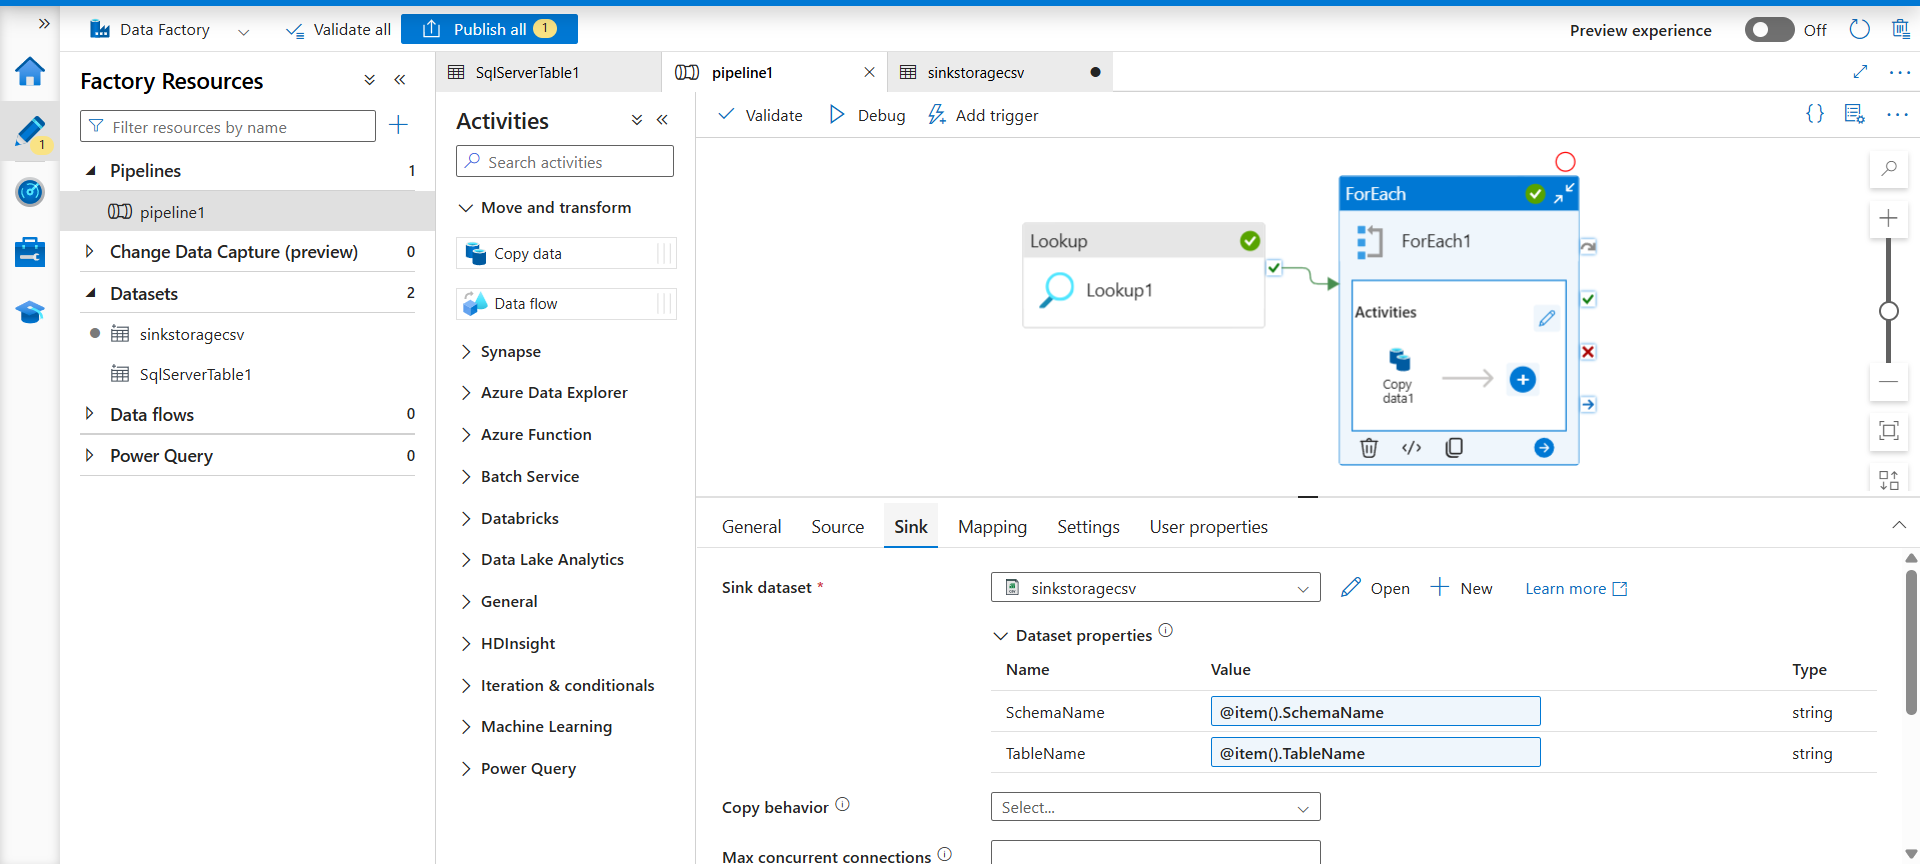 Data Factory
Validate all
Publish all 1
Preview experience
Off
1
Factory Resources
Filter resources by name
Pipelines 1
pipeline1
Change Data Capture (preview) 0
Datasets 2
sinkstoragecsv
SqlServerTable1
Data flows 0
Power Query 0
SqlServerTable1
pipeline1
sinkstoragecsv
Activities
Search activities
Move and transform
Copy data
Data flow
Synapse
Azure Data Explorer
Azure Function
Batch Service
Databricks
Data Lake Analytics
General
HDInsight
Iteration & conditionals
Machine Learning
Power Query
Validate
Debug
Add trigger
Lookup
Lookup1
ForEach
ForEach1
Activities
Copy
data1
General
Source
Sink
Mapping
Settings
User properties
Sink dataset *
sinkstoragecsv
Open
New
Learn more
Dataset properties
Name Value Type
SchemaName @item().SchemaName string
TableName @item().TableName string
Copy behavior
Select...
Max concurrent connections